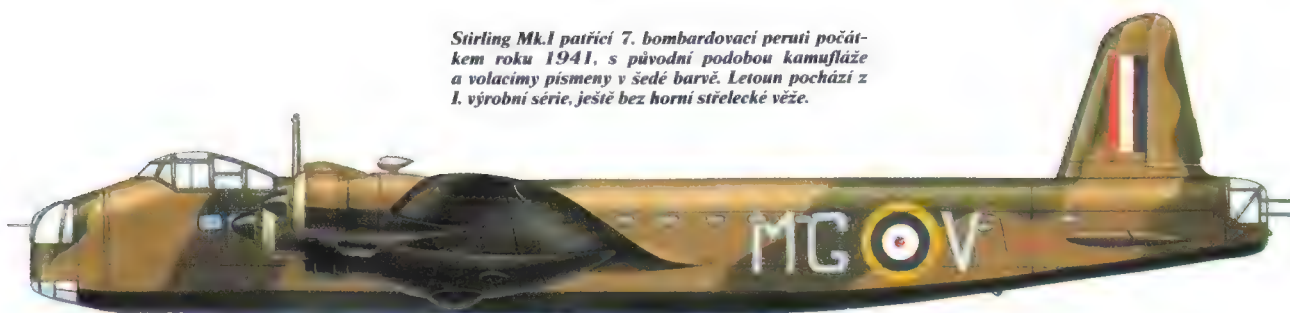 Stirling Mk.I patřící 7. bombardovací peruti počát-
kem roku 1941, s původní podobou kamufláže
a volacímy písmeny v šedé barvě. Letoun pochází z
I. výrobní série, ještě bez horní střelecké věže.
MG V